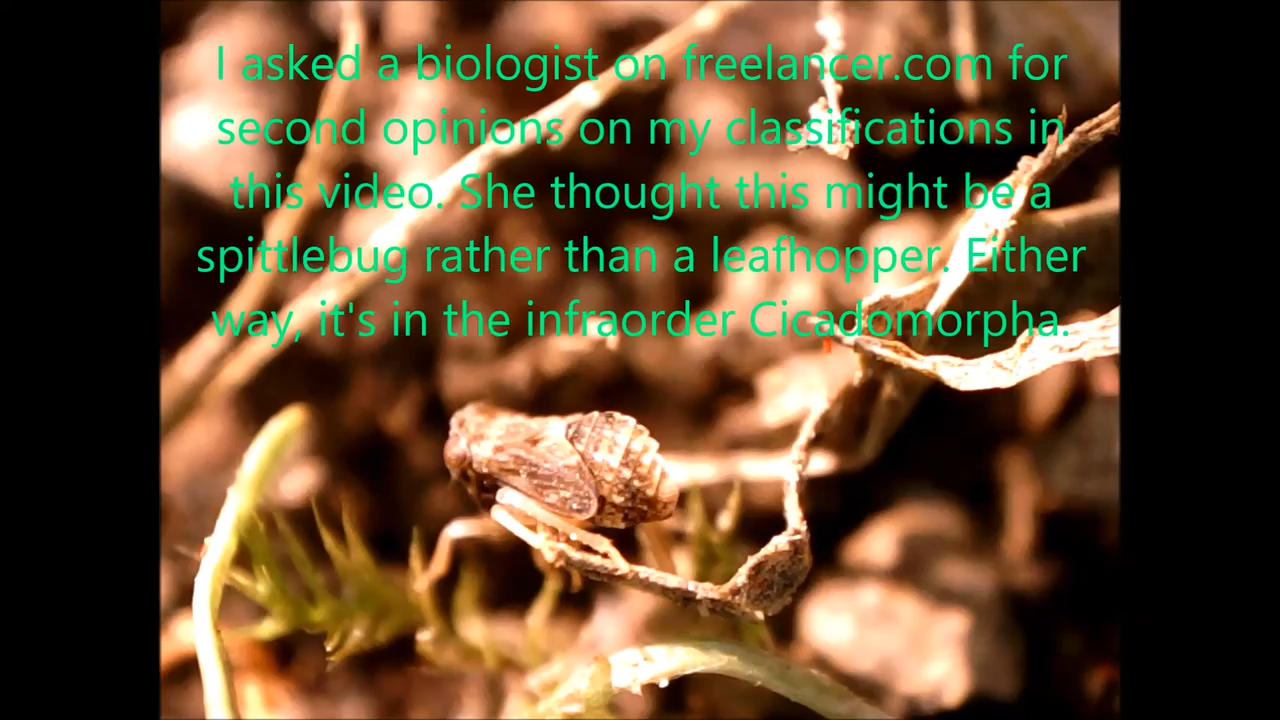 I asked a biologist on freelancer.com for
second opinions on my classifications in
this video. She thought this might be a
spittlebug rather than a leafhopper. Either
way, it's in the infraorder Cicadomorpha.